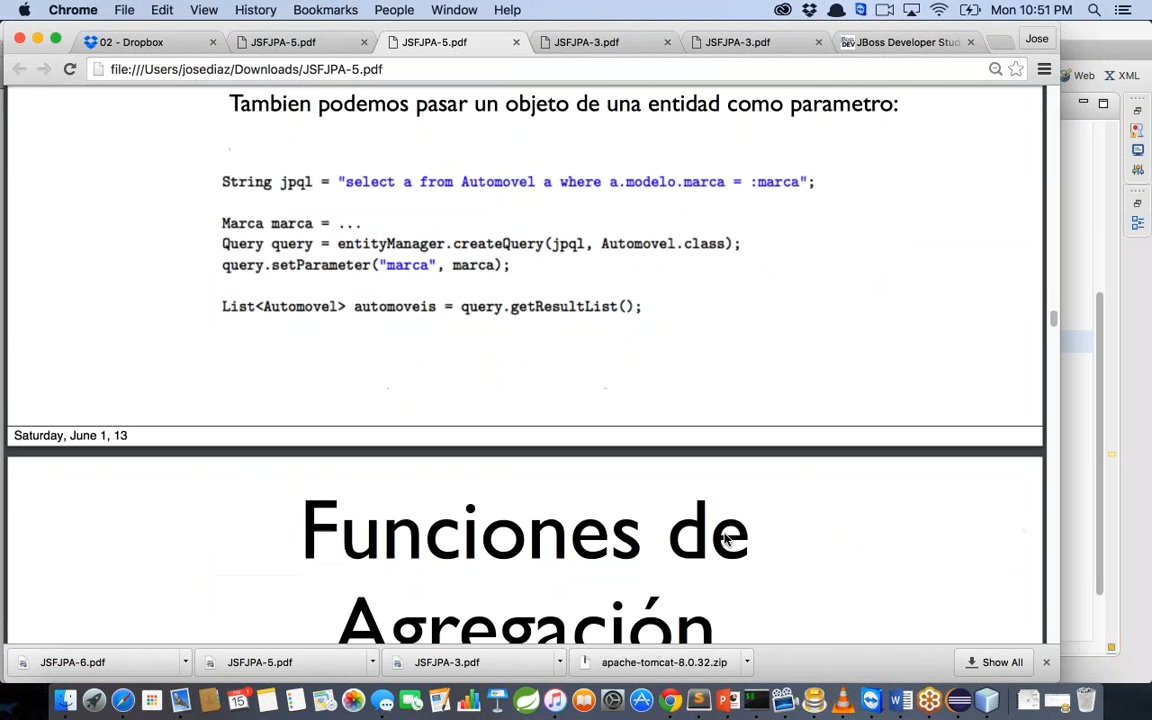 Chrome File Edit View History Bookmarks People Window Help Mon 10:51 PM
02 - Dropbox JSFJPA-5.pdf JSFJPA-5.pdf JSFJPA-3.pdf JSFJPA-3.pdf JBoss Developer Stud Jose
file:///Users/josediaz/Downloads/JSFJPA-5.pdf
Web XML
Tambien podemos pasar un objeto de una entidad como parametro:
String jpql = "select a from Automovel a where a.modelo.marca = :marca";
Marca marca = ...
Query query = entityManager.createQuery(jpql, Automovel.class);
query.setParameter("marca", marca);
List<Automovel> automoveis = query.getResultList();
Saturday, June 1, 13
Funciones de
Agregación
JSFJPA-6.pdf JSFJPA-5.pdf JSFJPA-3.pdf apache-tomcat-8.0.32.zip Show All
15